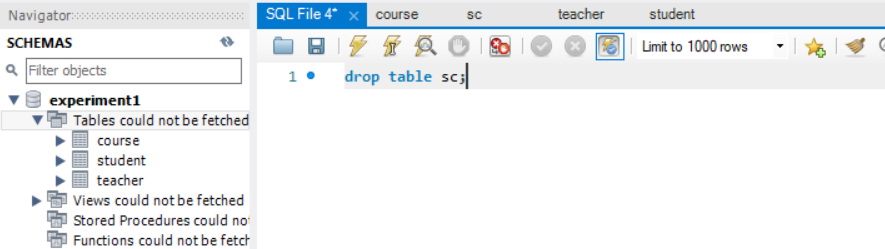 Navigator
SCHEMAS
Filter objects
experiment1
Tables could not be fetched
course
student
teacher
Views could not be fetched
Stored Procedures could no
Functions could not be fetch
SQL File 4* × course sc teacher student
Limit to 1000 rows
1 drop table sc;